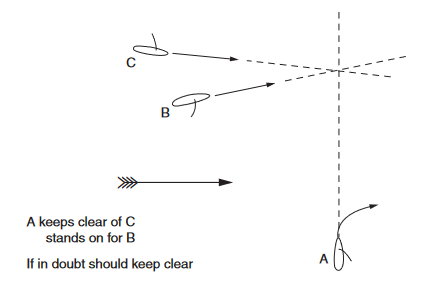 C
B
A keeps clear of C
stands on for B
If in doubt should keep clear
A